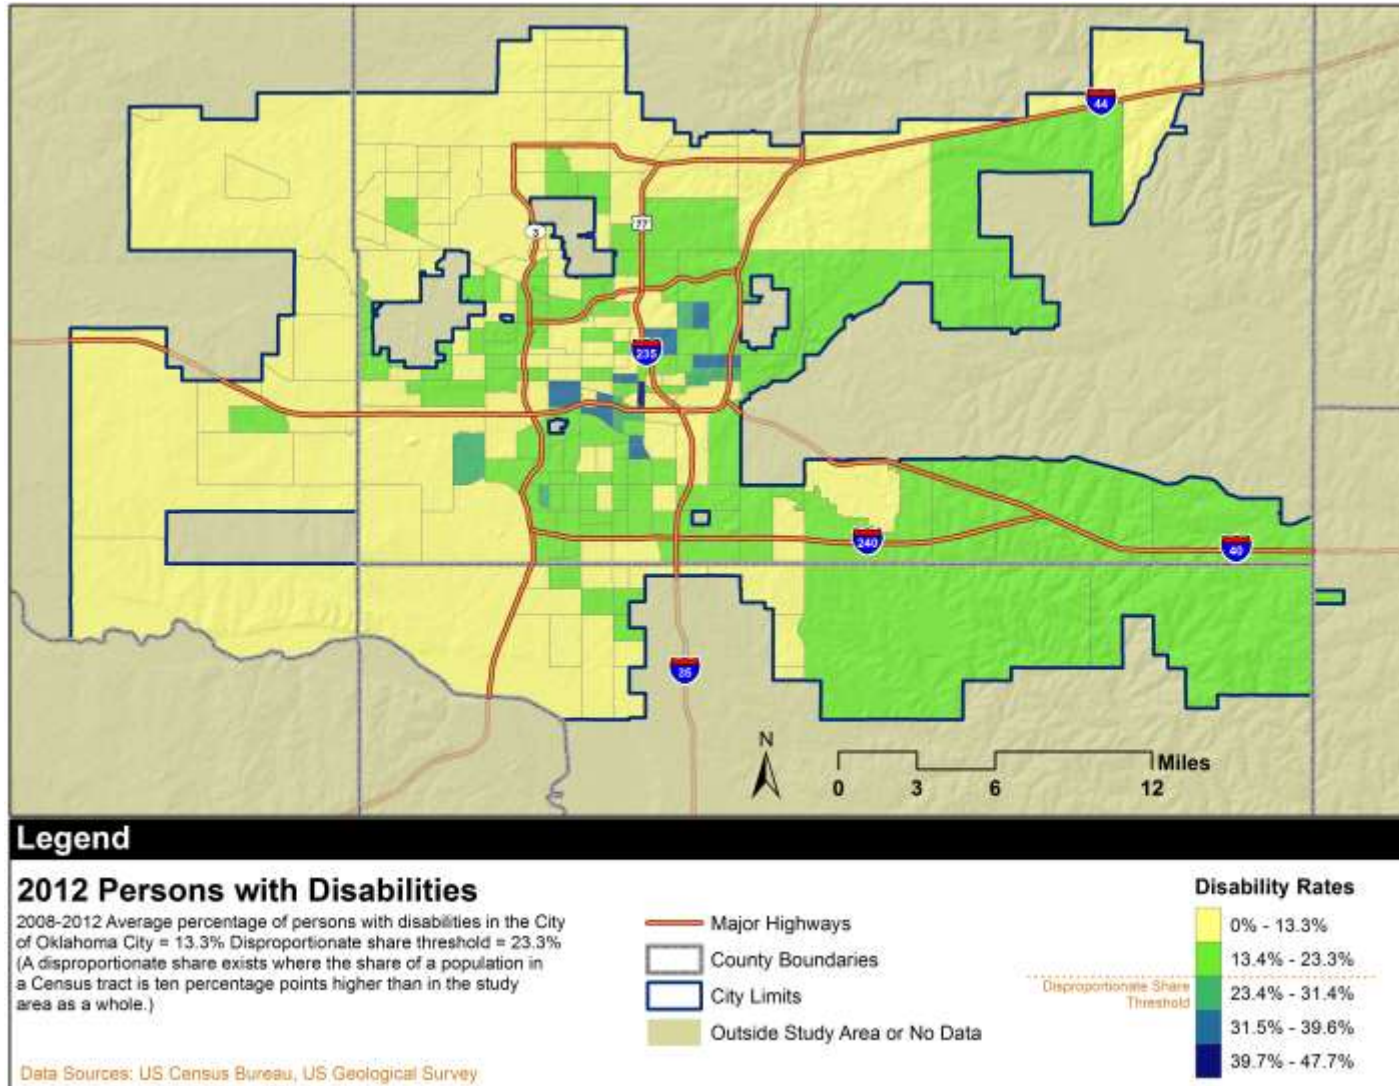 44
3
77
235
240
40
35
N
Miles
0 3 6 12
Legend
2012 Persons with Disabilities
2008-2012 Average percentage of persons with disabilities in the City
of Oklahoma City = 13.3% Disproportionate share threshold = 23.3%
(A disproportionate share exists where the share of a population in
a Census tract is ten percentage points higher than in the study
area as a whole.)
Data Sources: US Census Bureau, US Geological Survey
Major Highways
County Boundaries
City Limits
Outside Study Area or No Data
Disability Rates
0% - 13.3%
13.4% - 23.3%
Disproportionate Share
Threshold
23.4% - 31.4%
31.5% - 39.6%
39.7% - 47.7%